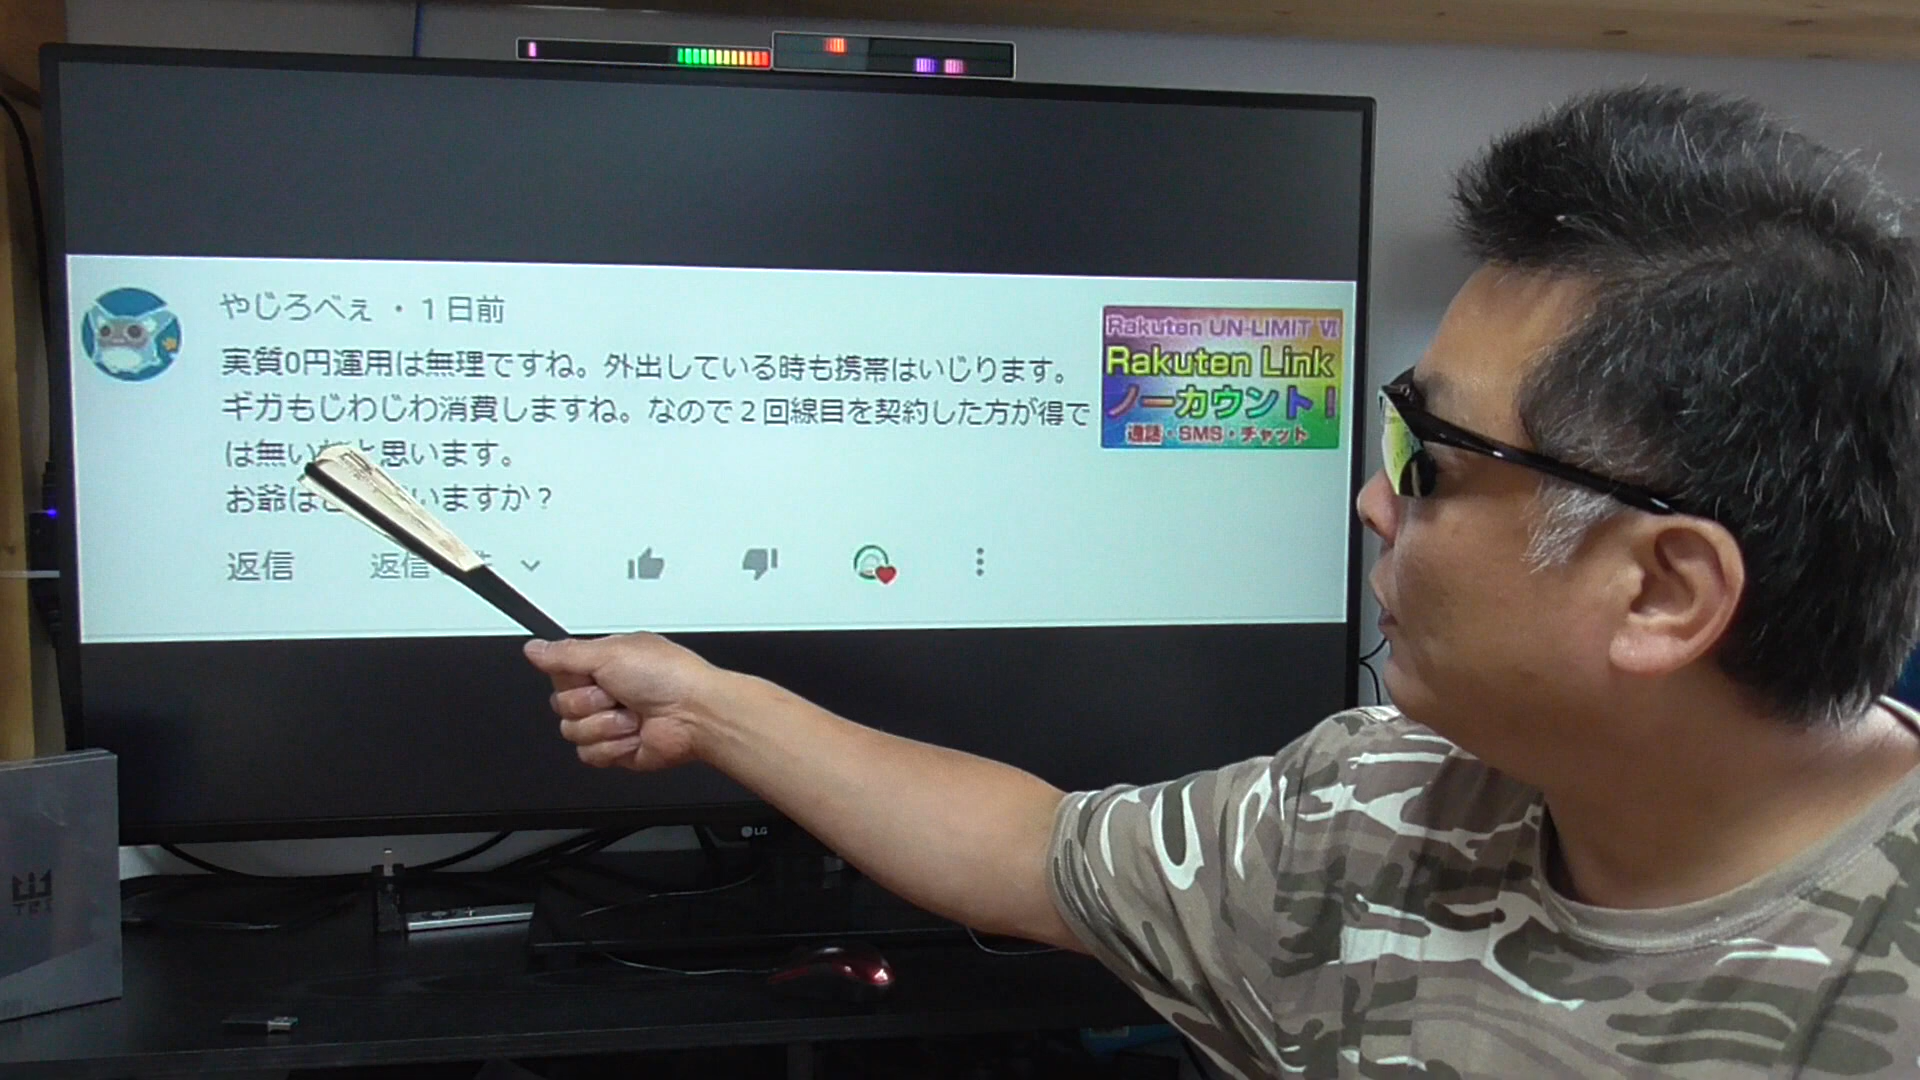 やじろべぇ ・ 1日前
実質0円運用は無理ですね。外出している時も携帯はいじります。
ギガもじわじわ消費しますね。なので2回線目を契約した方が得で
は無い と思います。
お爺は いますか?
返信 返信
Rakuten UN-LIMIT Ⅵ
Rakuten Link
ノーカウント!
通話・SMS・チャット
LG